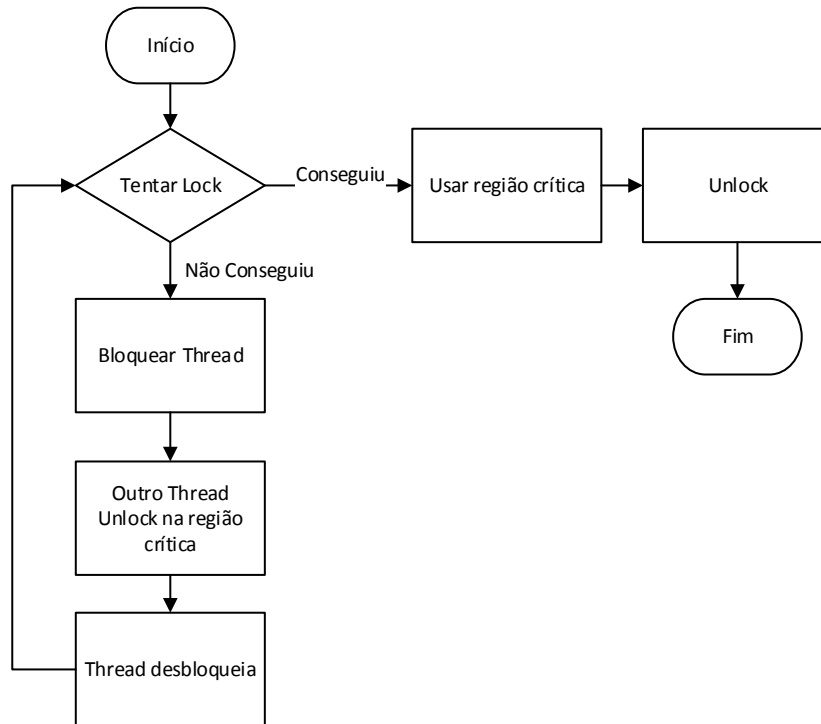 Início
Tentar Lock
Conseguiu
Usar região crítica
Unlock
Não Conseguiu
Fim
Bloquear Thread
Outro Thread
Unlock na região
crítica
Thread desbloqueia